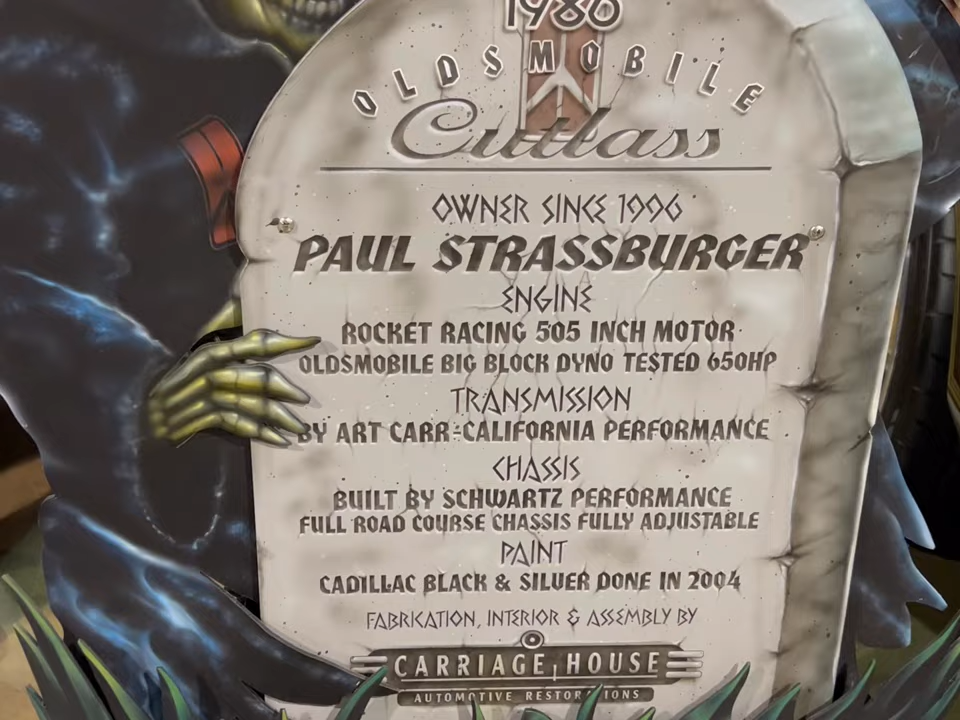 1986
OLDSMOBILE
Cutlass
OWNER SINCE 1996
PAUL STRASSBURGER
ENGINE
ROCKET RACING 505 INCH MOTOR
OLDSMOBILE BIG BLOCK DYNO TESTED 650HP
TRANSMISSION
BY ART CARR-CALIFORNIA PERFORMANCE
CHASSIS
BUILT BY SCHWARTZ PERFORMANCE
FULL ROAD COURSE CHASSIS FULLY ADJUSTABLE
PAINT
CADILLAC BLACK & SILVER DONE IN 2004
FABRICATION, INTERIOR & ASSEMBLY BY
CARRIAGE HOUSE
AUTOMOTIVE RESTORATIONS